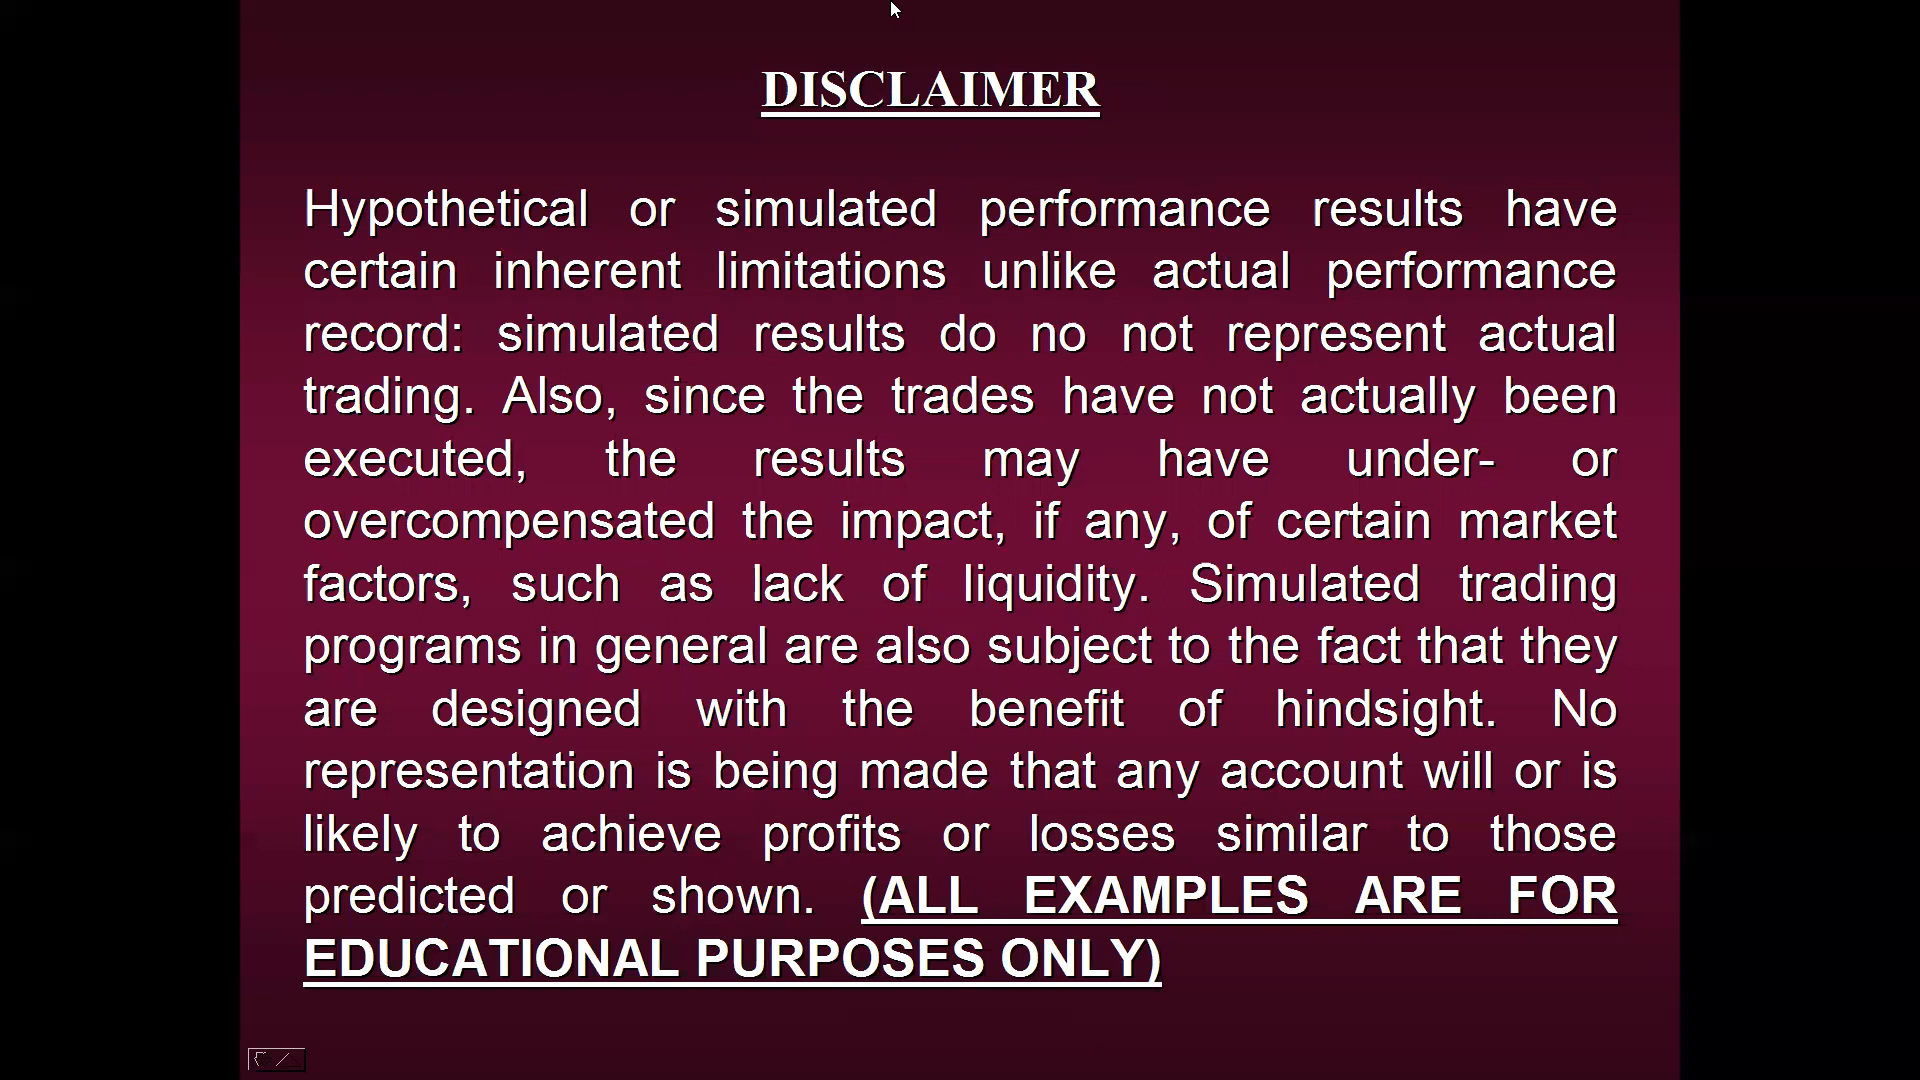 DISCLAIMER
Hypothetical or simulated performance results have
certain inherent limitations unlike actual performance
record: simulated results do no not represent actual
trading. Also, since the trades have not actually been
executed, the results may have under- or
overcompensated the impact, if any, of certain market
factors, such as lack of liquidity. Simulated trading
programs in general are also subject to the fact that they
are designed with the benefit of hindsight. No
representation is being made that any account will or is
likely to achieve profits or losses similar to those
predicted or shown. (ALL EXAMPLES ARE FOR
EDUCATIONAL PURPOSES ONLY)